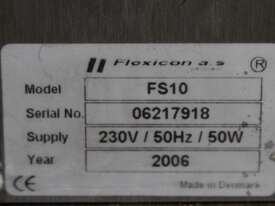 Flexicon a.s ®
Model FS10
Serial No. 06217918
Supply 230V / 50Hz / 50W
Year 2006
CE Made in Denmark